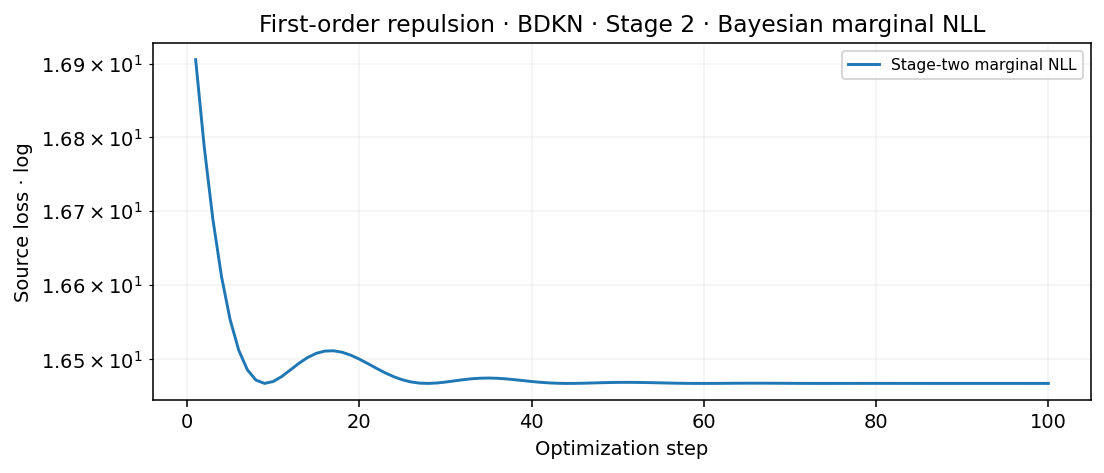 First-order repulsion · BDKN · Stage 2 · Bayesian marginal NLL
Stage-two marginal NLL
Source loss · log
1.69 × 10¹
1.68 × 10¹
1.67 × 10¹
1.66 × 10¹
1.65 × 10¹
0 20 40 60 80 100
Optimization step